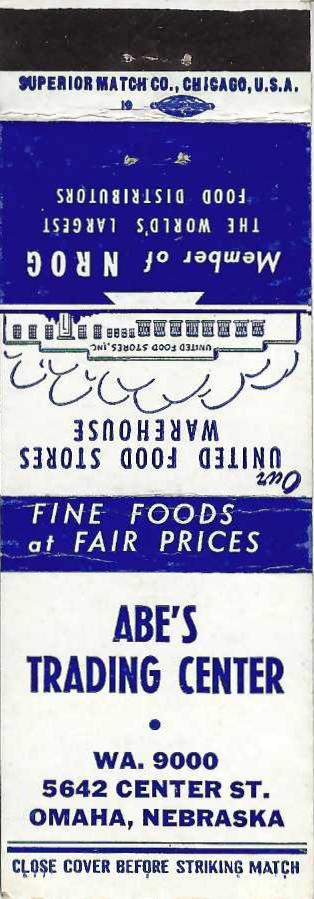 SUPERIOR MATCH CO., CHICAGO, U.S.A.
19
Member of NROG
THE WORLD'S LARGEST
FOOD DISTRIBUTORS
UNITED FOOD STORES, INC.
Our
UNITED FOOD STORES
WAREHOUSE
FINE FOODS
at FAIR PRICES
ABE'S
TRADING CENTER
•
WA. 9000
5642 CENTER ST.
OMAHA, NEBRASKA
CLOSE COVER BEFORE STRIKING MATCH